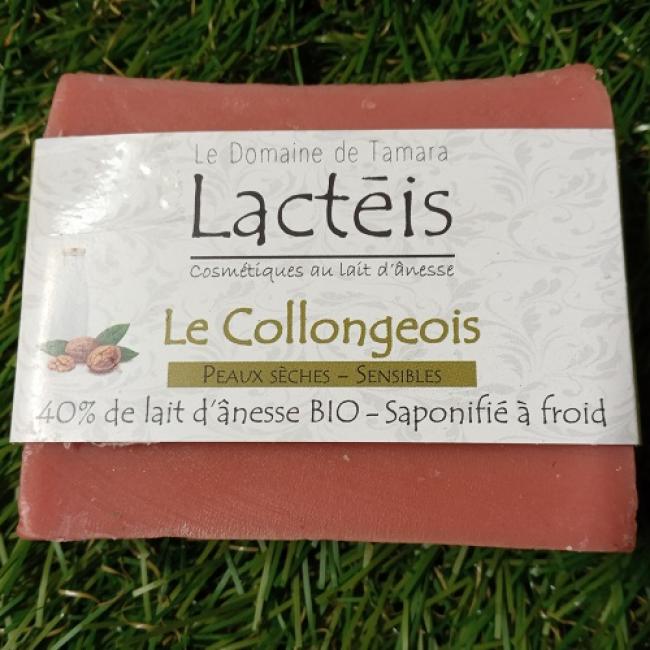 Le Domaine de Tamara
Lactēis
Cosmétiques au lait d'ânesse
Le Collongeois
PEAUX SÈCHES – SENSIBLES
40% de lait d'ânesse BIO – Saponifié à froid